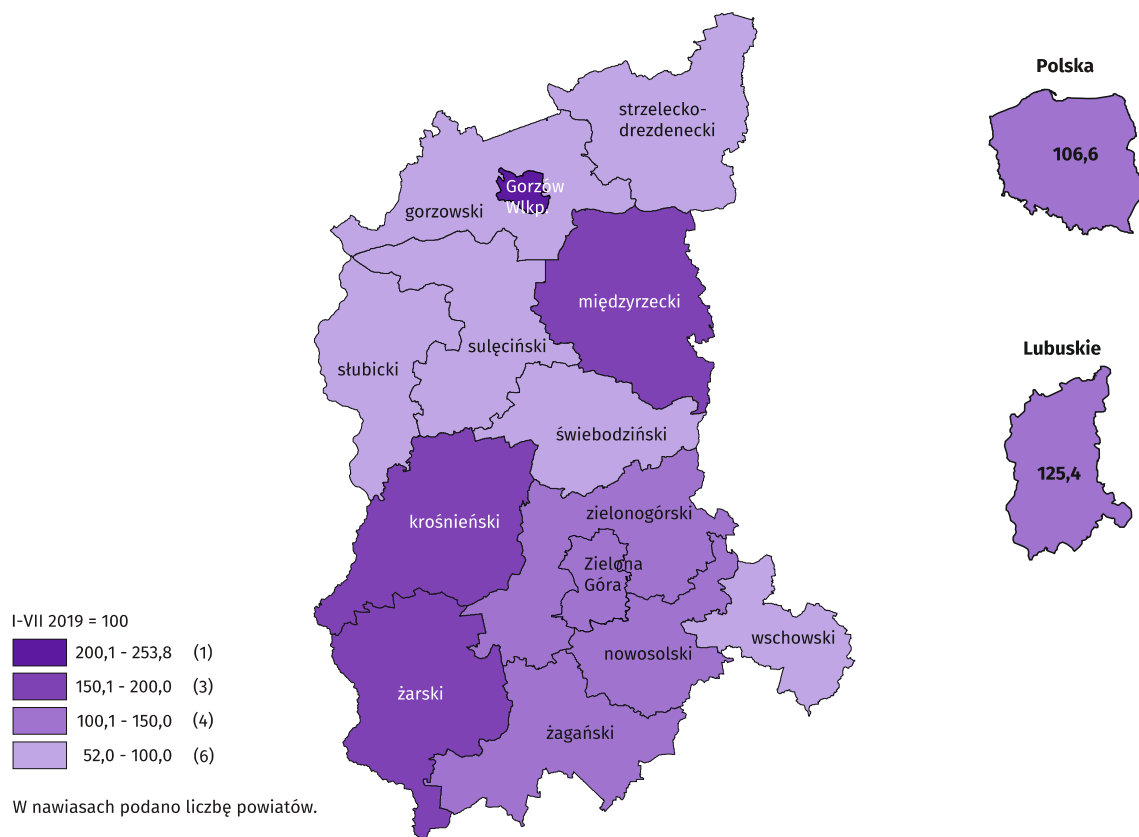 Polska
106,6
Lubuskie
125,4
strzelecko-
drezdenecki
Gorzów
Wlkp.
gorzowski
międzyrzecki
sulęciński
słubicki
świebodziński
krośnieński
zielonogórski
Zielona
Góra
wschowski
nowosolski
żarski
żagański
I-VII 2019 = 100
200,1 - 253,8 (1)
150,1 - 200,0 (3)
100,1 - 150,0 (4)
52,0 - 100,0 (6)
W nawiasach podano liczbę powiatów.